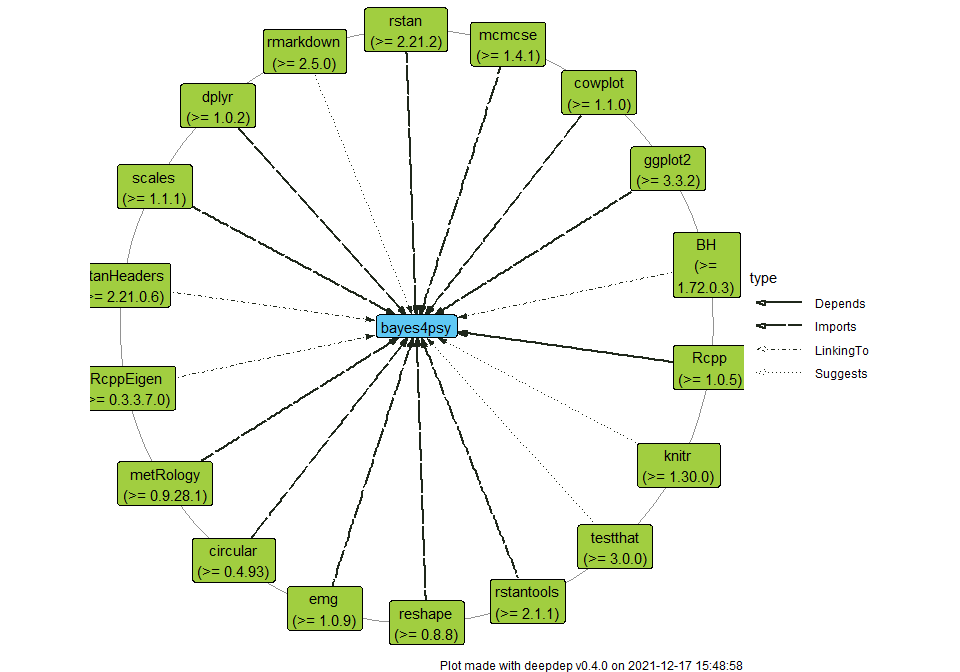 rstan
(>= 2.21.2)
mcmcse
(>= 1.4.1)
rmarkdown
(>= 2.5.0)
cowplot
(>= 1.1.0)
dplyr
(>= 1.0.2)
ggplot2
(>= 3.3.2)
scales
(>= 1.1.1)
BH
(>=
1.72.0.3)
tanHeaders
>= 2.21.0.6)
bayes4psy
type
Depends
Imports
LinkingTo
Suggests
Rcpp
(>= 1.0.5)
RcppEigen
>= 0.3.3.7.0)
knitr
(>= 1.30.0)
metRology
(>= 0.9.28.1)
testthat
(>= 3.0.0)
circular
(>= 0.4.93)
rstantools
(>= 2.1.1)
emg
(>= 1.0.9)
reshape
(>= 0.8.8)
Plot made with deepdep v0.4.0 on 2021-12-17 15:48:58